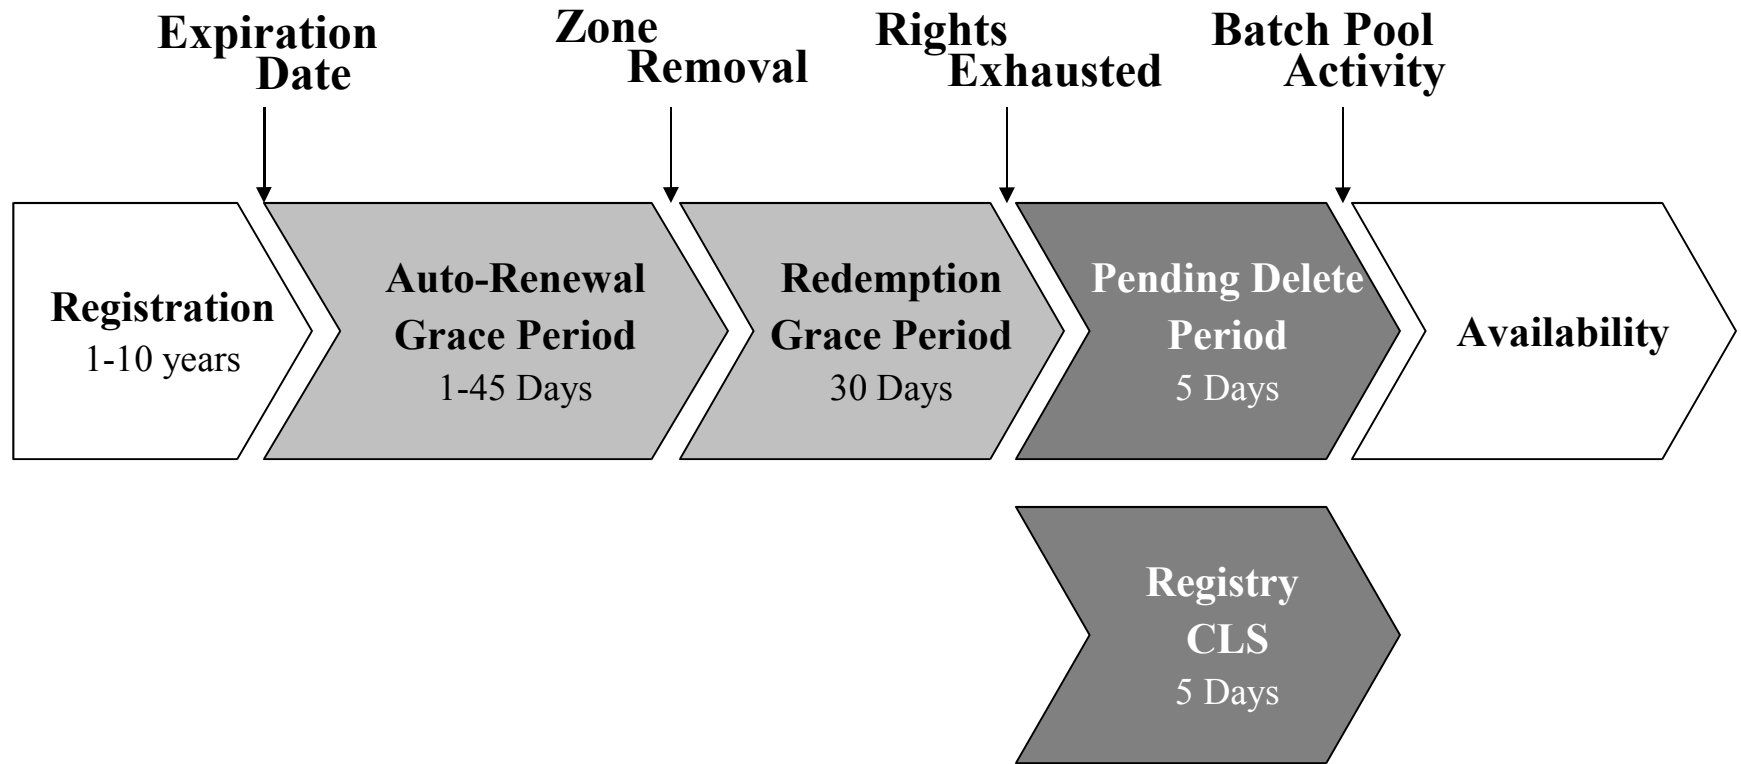 Expiration
Date
Zone
Removal
Rights
Exhausted
Batch Pool
Activity
Registration
1-10 years
Auto-Renewal
Grace Period
1-45 Days
Redemption
Grace Period
30 Days
Pending Delete
Period
5 Days
Availability
Registry
CLS
5 Days